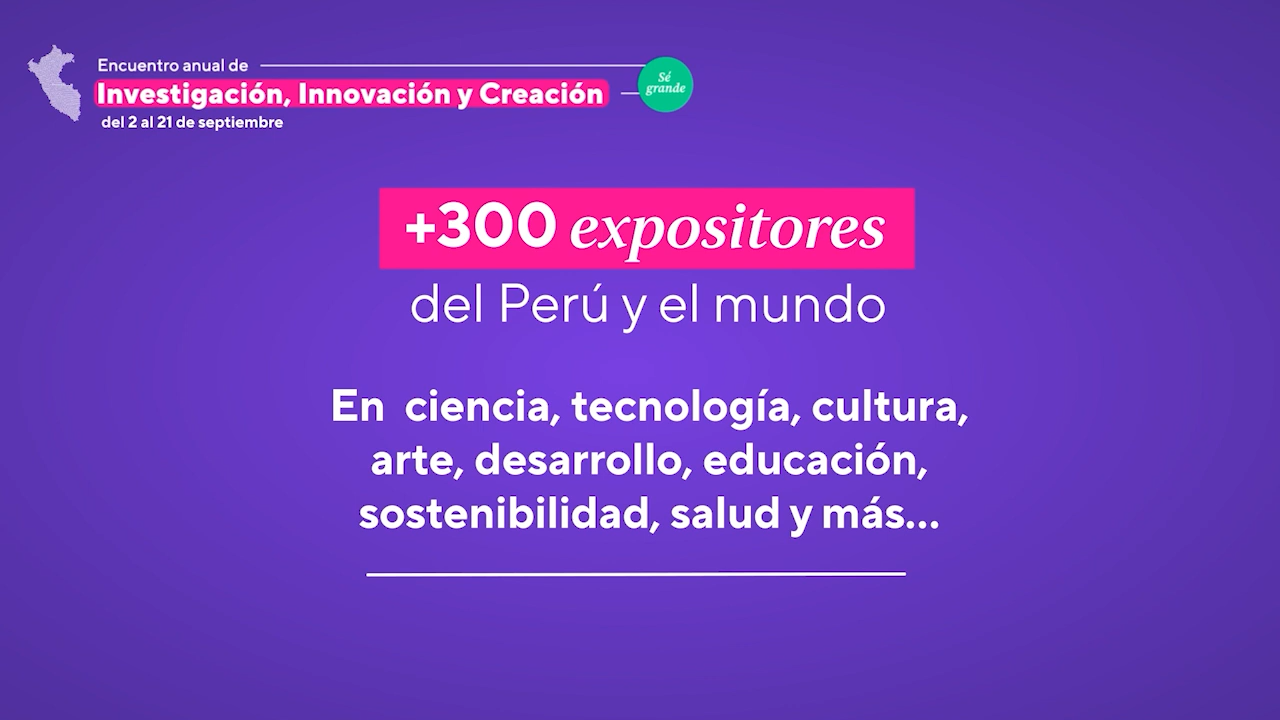 Encuentro anual de
Investigación, Innovación y Creación
del 2 al 21 de septiembre
Sé
grande
+300 expositores
del Perú y el mundo
En ciencia, tecnología, cultura,
arte, desarrollo, educación,
sostenibilidad, salud y más...